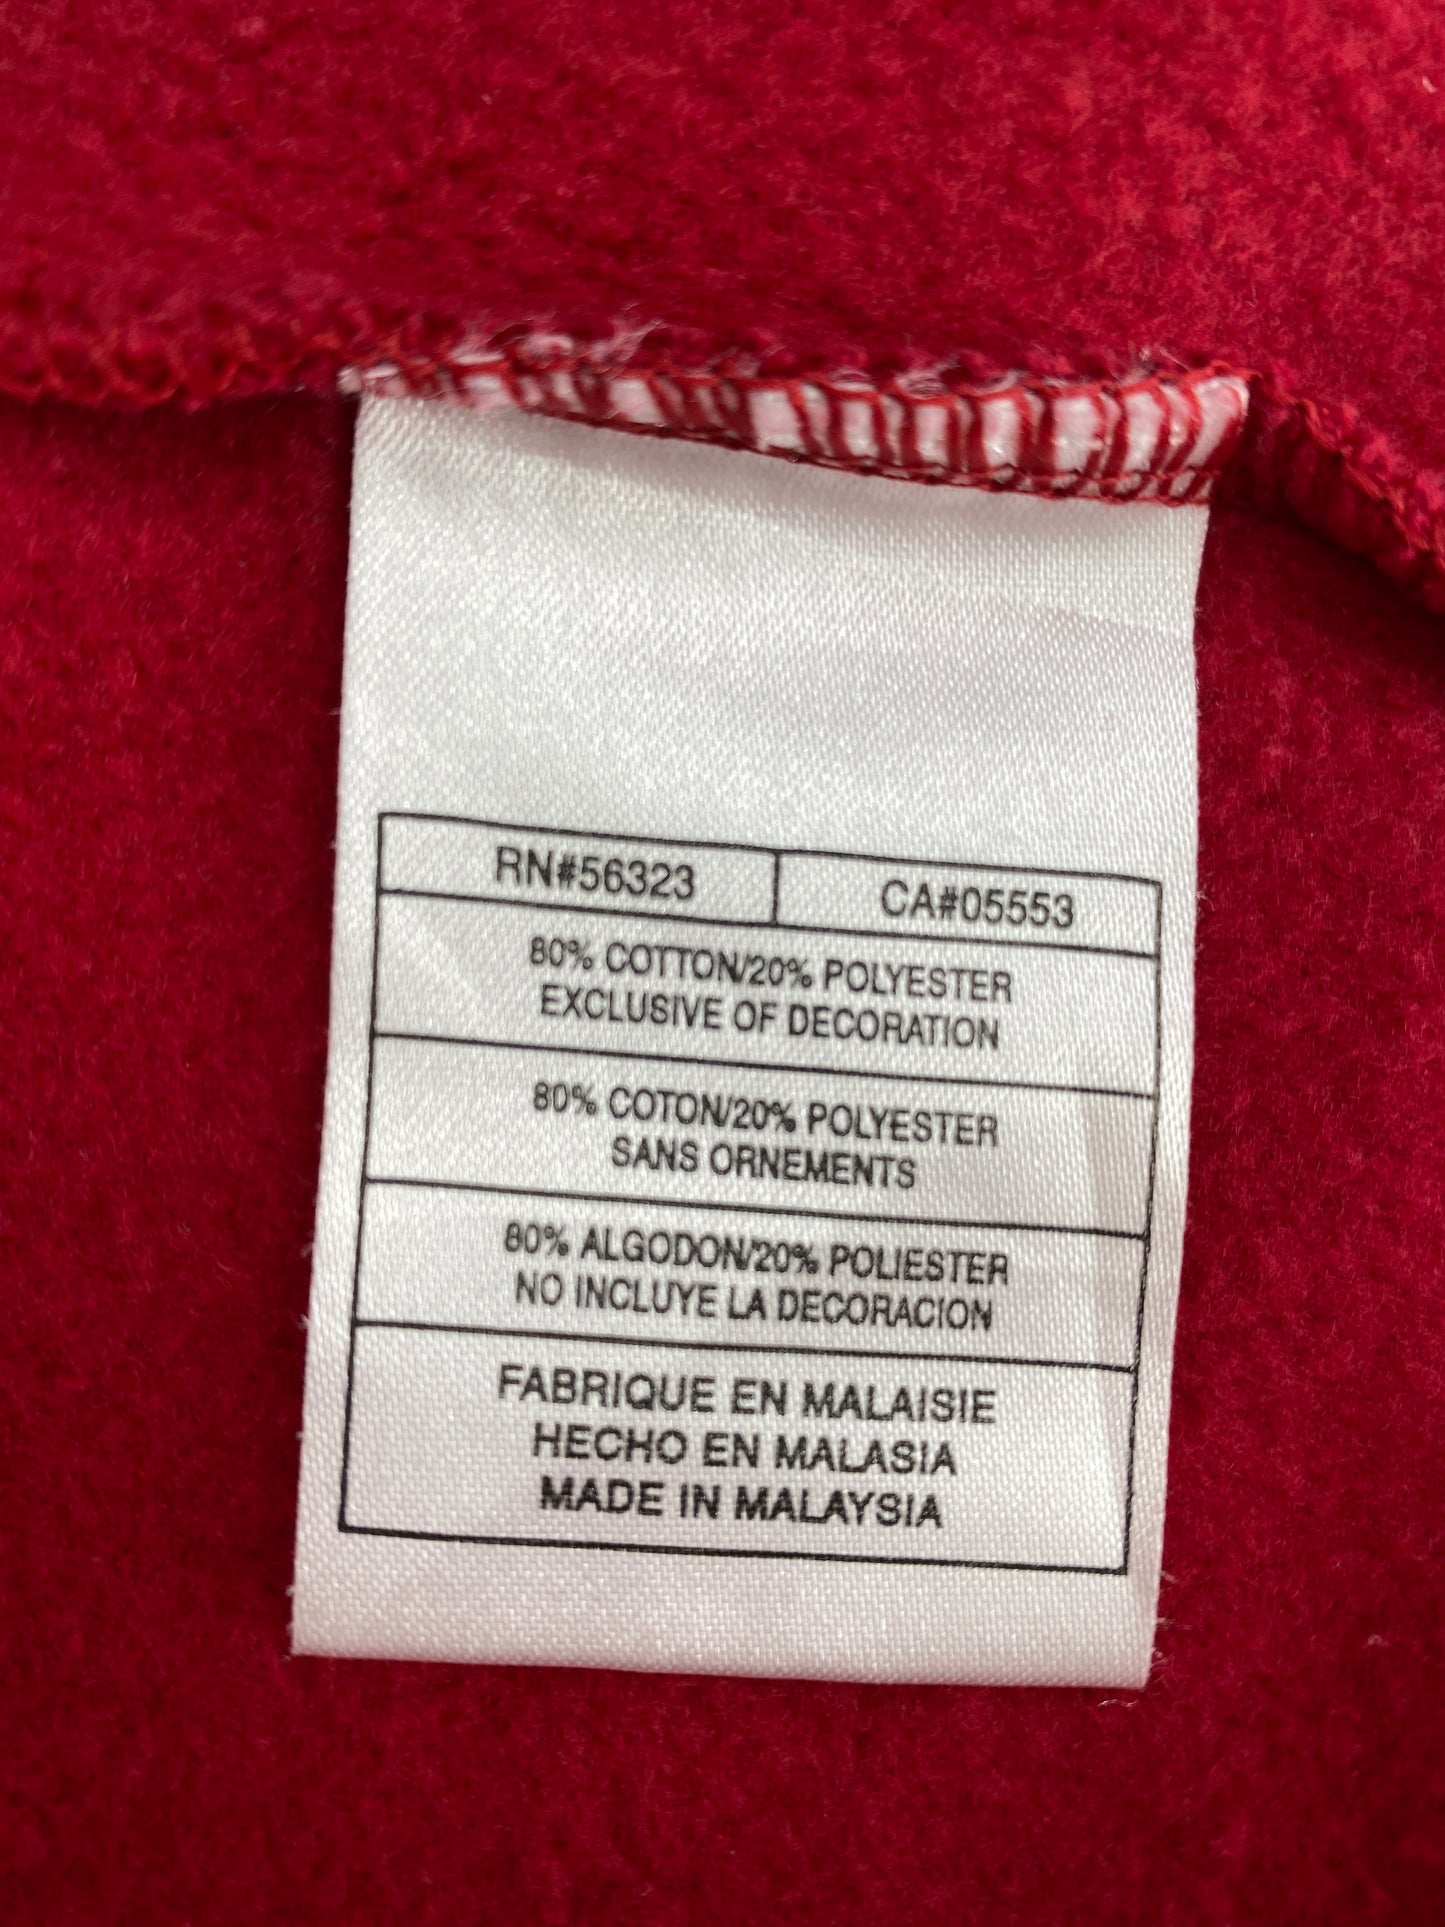 RN#56323 CA#05553
80% COTTON/20% POLYESTER
EXCLUSIVE OF DECORATION
80% COTON/20% POLYESTER
SANS ORNEMENTS
80% ALGODON/20% POLIESTER
NO INCLUYE LA DECORACION
FABRIQUE EN MALAISIE
HECHO EN MALASIA
MADE IN MALAYSIA